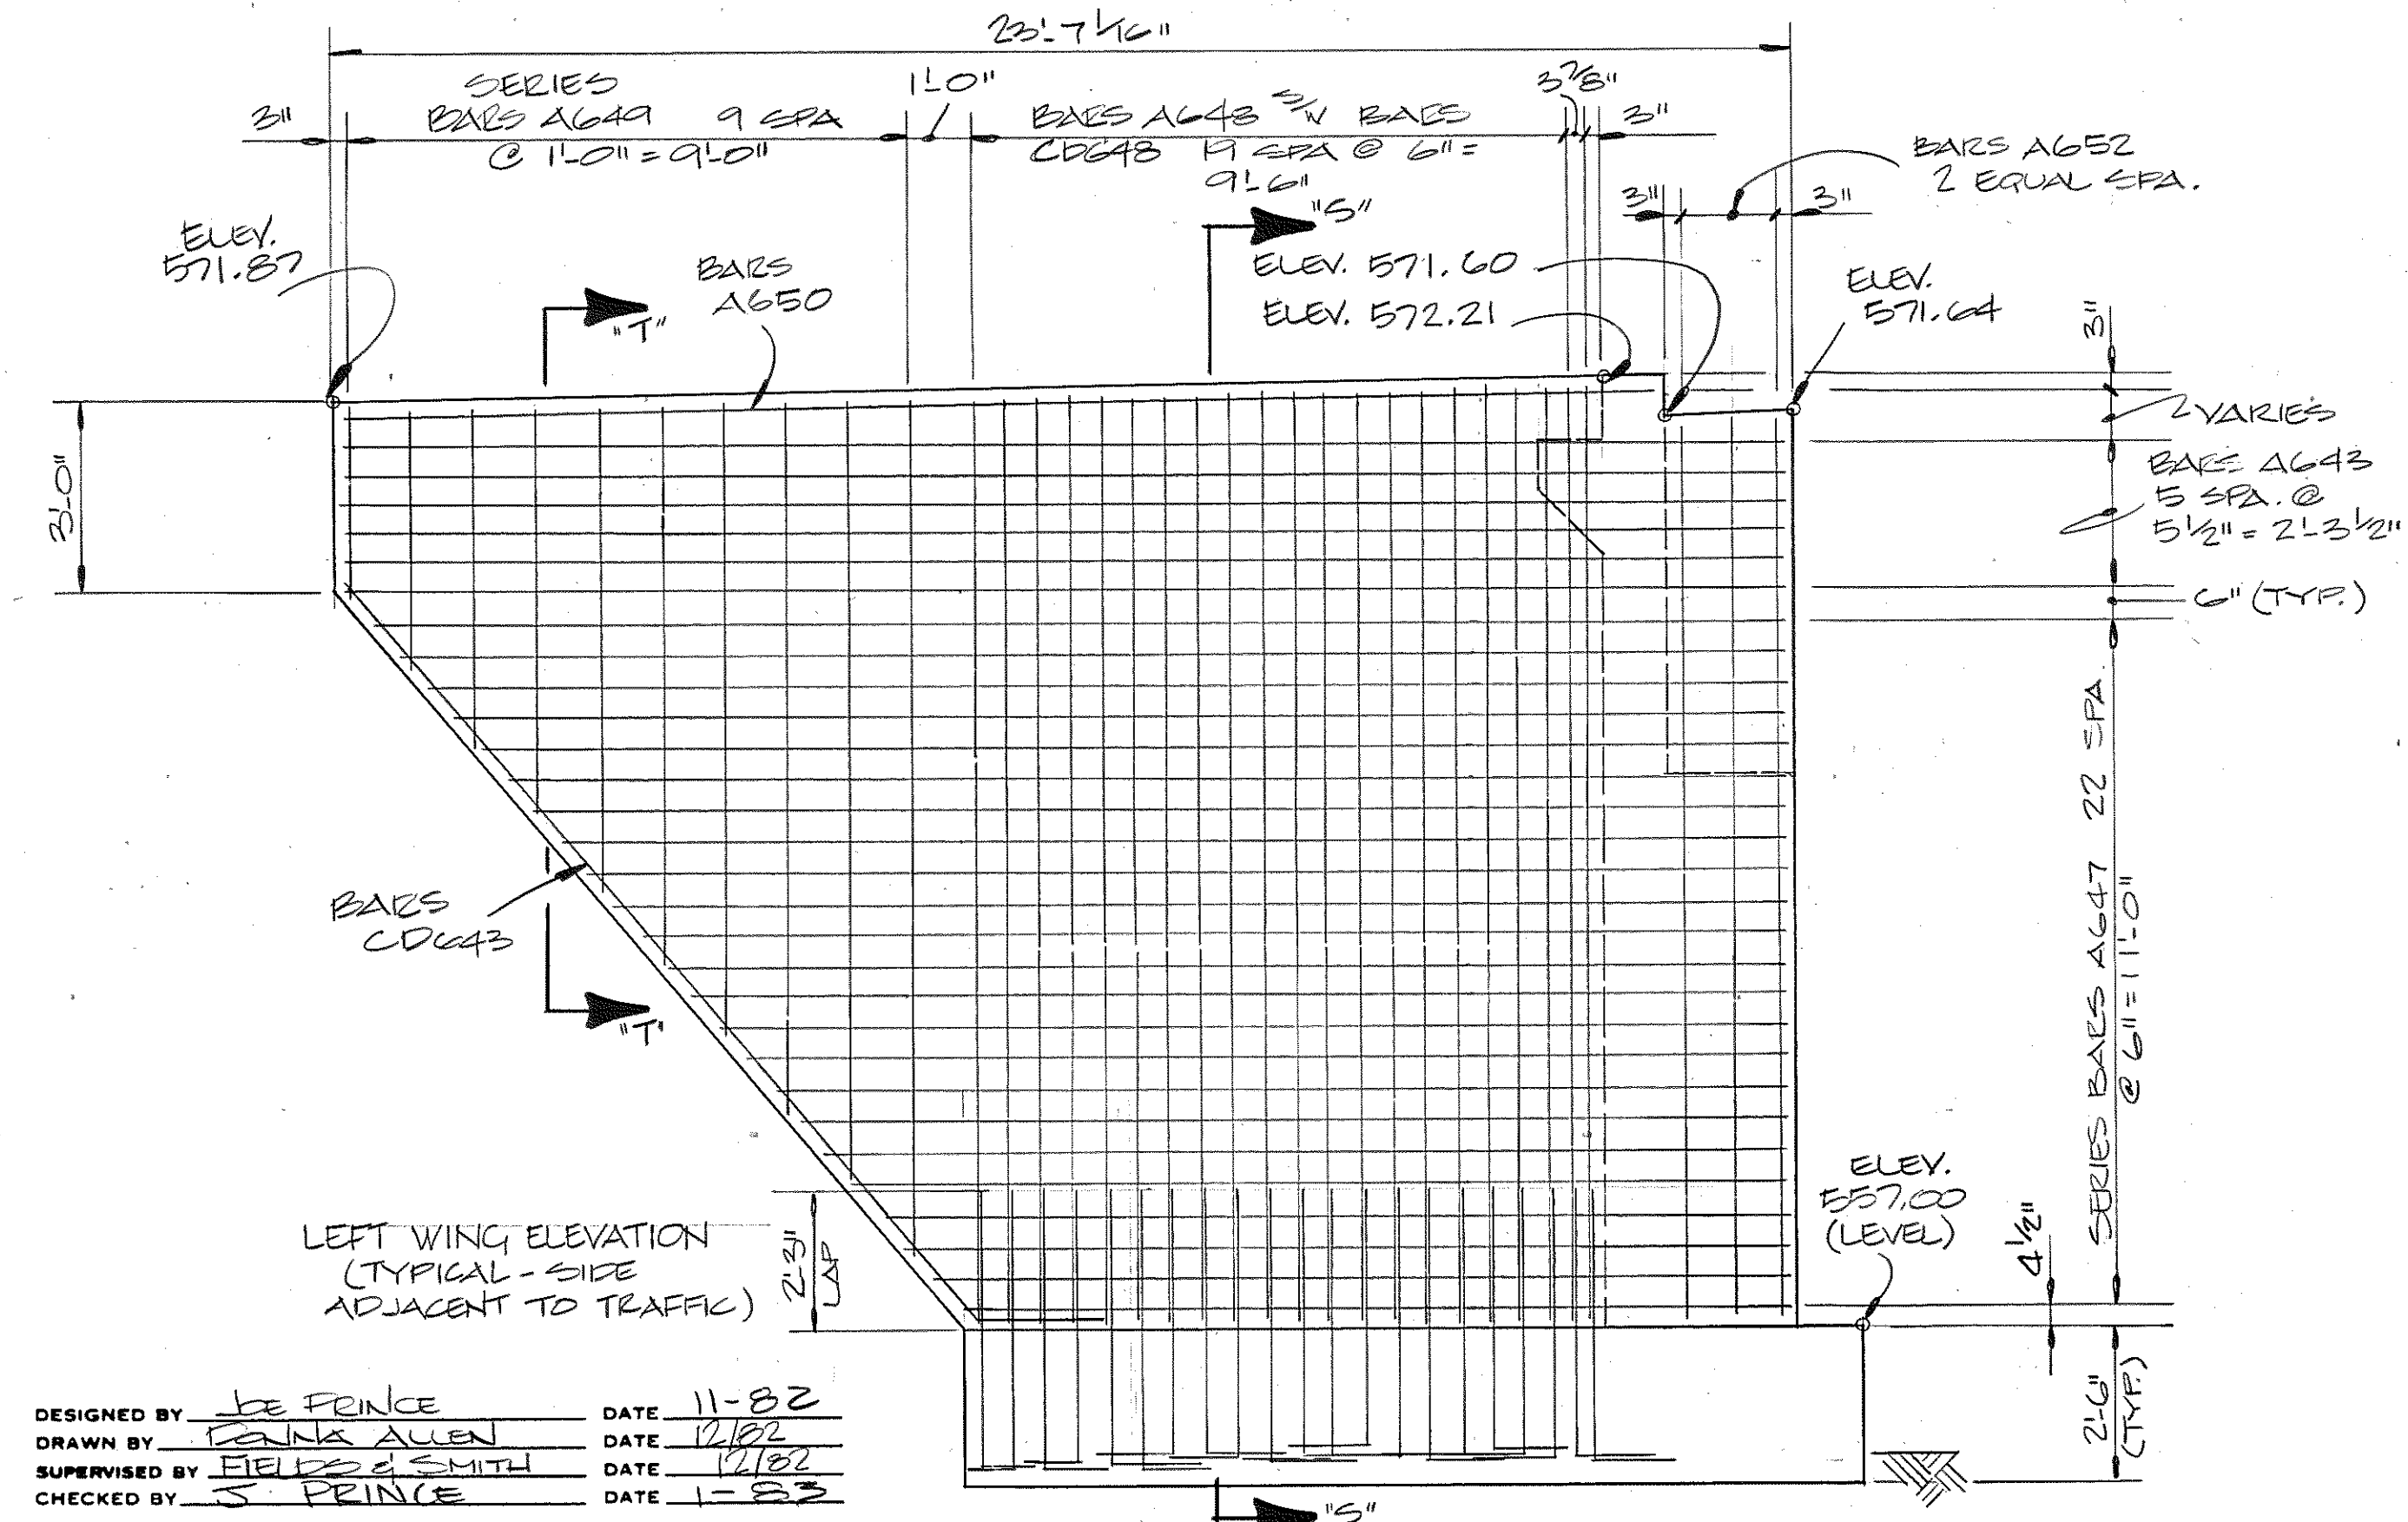 23'-7 1/16"
SERIES
BARS A649 9 SPA
@ 1'-0" = 9'-0"
3"
1'-0"
BARS A648 S/W BARS
CD648 19 SPA @ 6" =
9'-6"
3 7/8"
3"
BARS A652
2 EQUAL SPA.
3"
3"
"S"
ELEV.
571.87
BARS
A650
"T"
ELEV. 571.60
ELEV. 572.21
ELEV.
571.64
3"
VARIES
BARS A643
5 SPA. @
5 1/2" = 2'-3 1/2"
6" (TYP.)
3'-0"
SERIES BARS A647 22 SPA.
@ 6" = 11'-0"
BARS
CD643
"T"
ELEV.
557.00
(LEVEL)
4 1/2"
2'-3"
LAP
LEFT WING ELEVATION
(TYPICAL - SIDE
ADJACENT TO TRAFFIC)
2'-6"
(TYP.)
DESIGNED BY JOE PRINCE DATE 11-82
DRAWN BY DONNA ALLEN DATE 12/82
SUPERVISED BY FIELDS & SMITH DATE 12/82
CHECKED BY J. PRINCE DATE 1-83
"S"